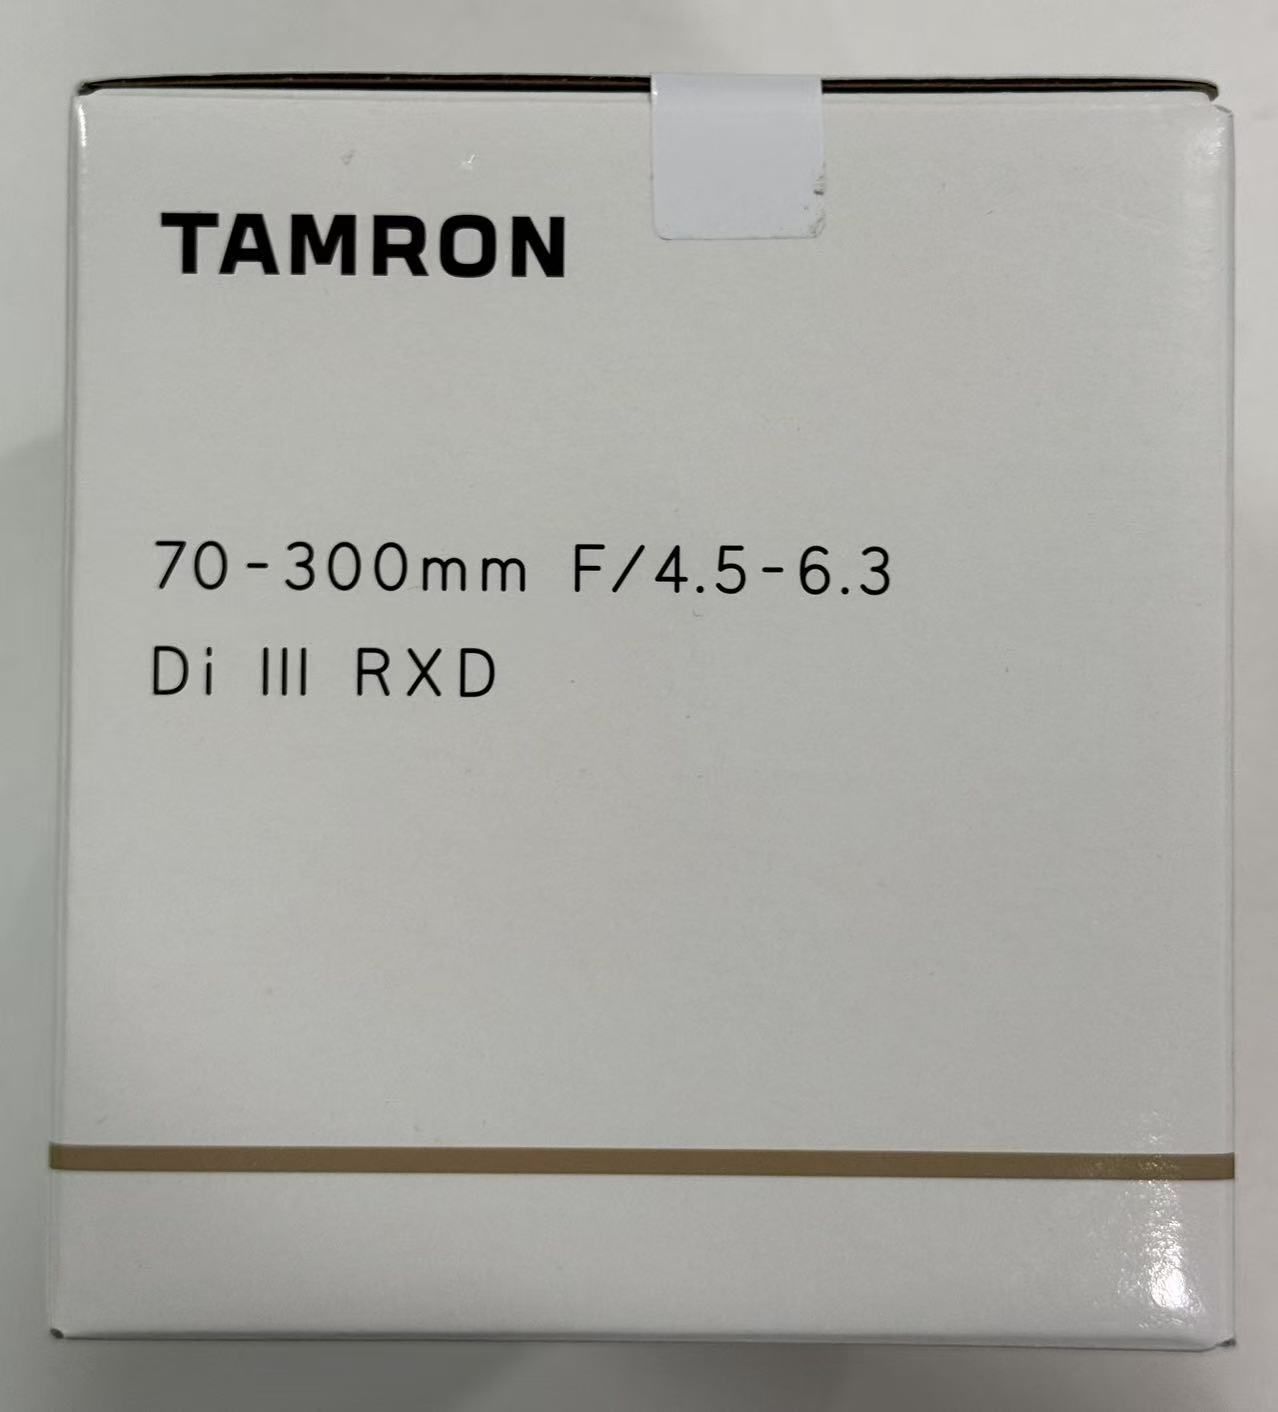 TAMRON
70-300mm F/4.5-6.3
Di III RXD